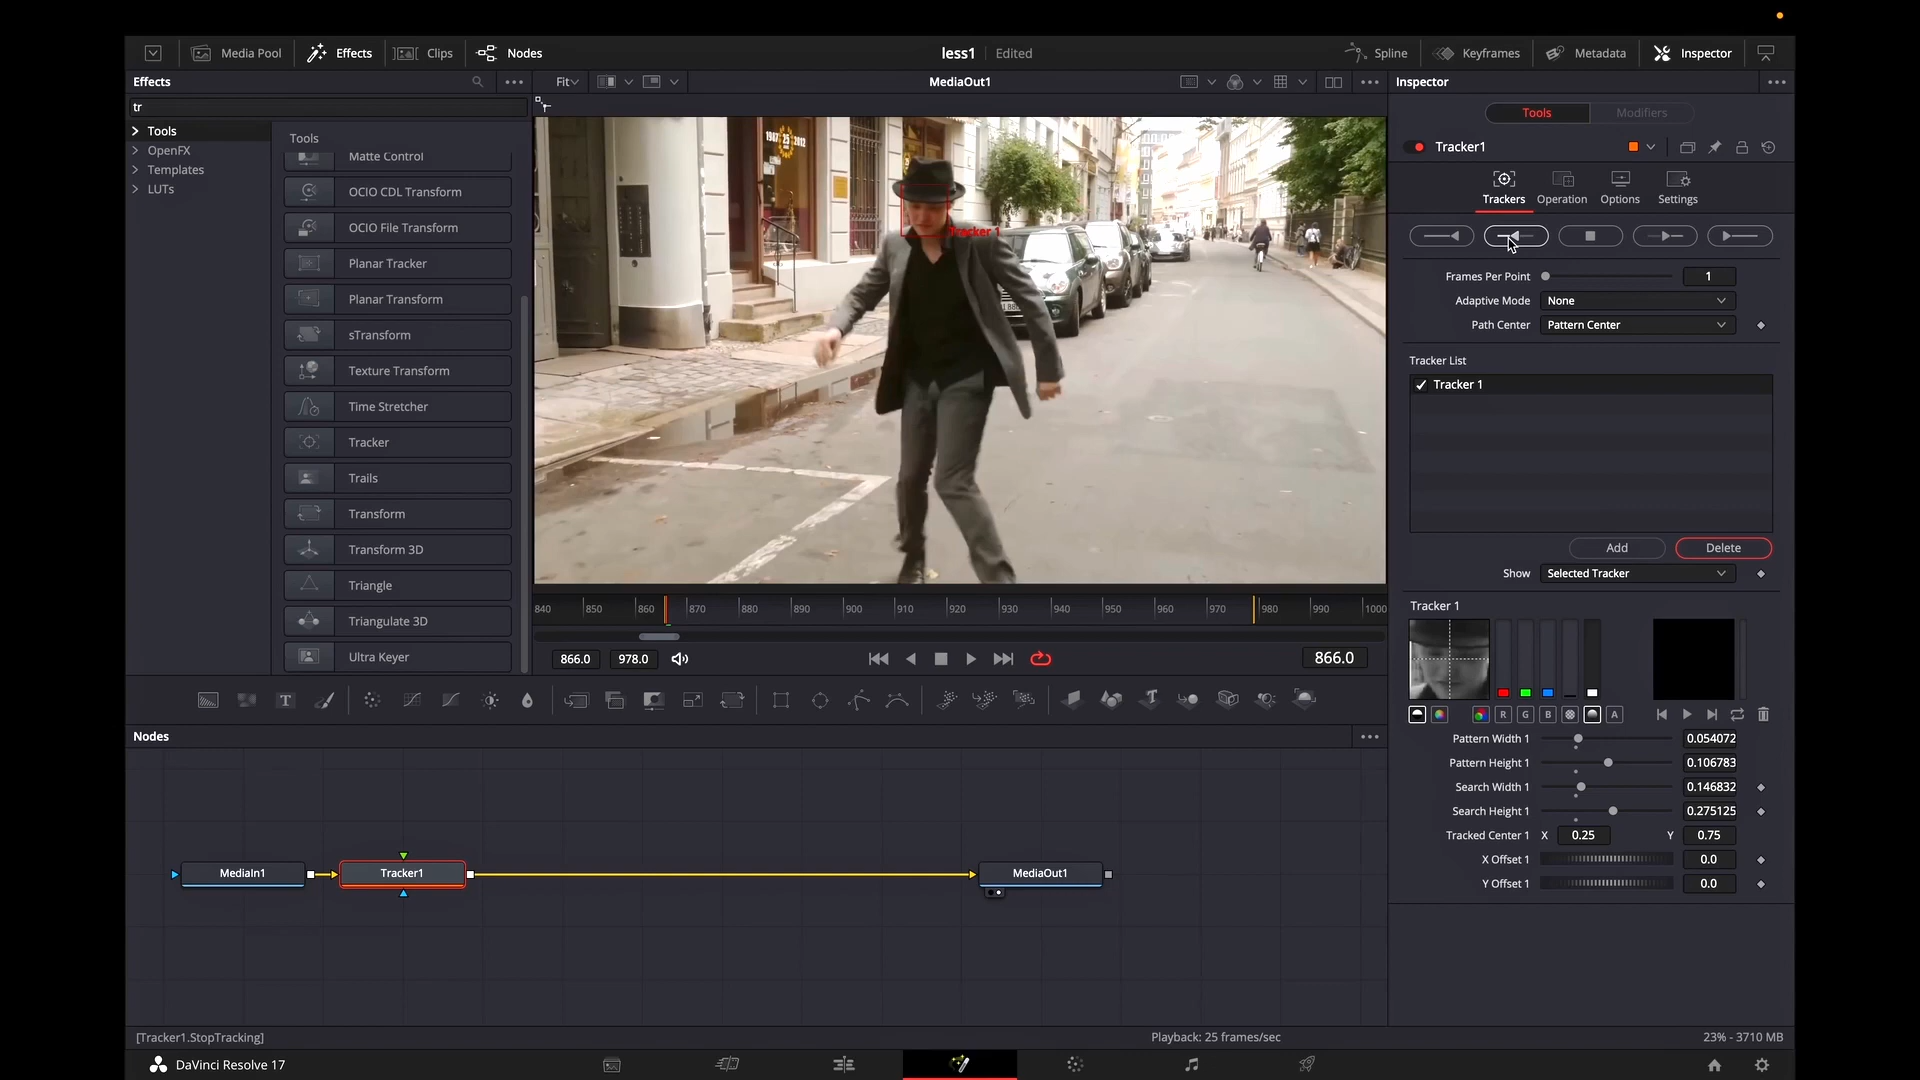 Media Pool Effects Clips Nodes less1 Edited Spline Keyframes Metadata Inspector
Effects Fit MediaOut1 Inspector
tr
Tools Modifiers
Tools
OpenFX
Templates
LUTs
Tools
Matte Control
OCIO CDL Transform
OCIO File Transform
Planar Tracker
Planar Transform
sTransform
Texture Transform
Time Stretcher
Tracker
Trails
Transform
Transform 3D
Triangle
Triangulate 3D
Ultra Keyer
Tracker 1
840 850 860 870 880 890 900 910 920 930 940 950 960 970 980 990 1000
866.0 978.0 866.0
Tracker1
Trackers Operation Options Settings
Frames Per Point 1
Adaptive Mode None
Path Center Pattern Center
Tracker List
Tracker 1
Add Delete
Show Selected Tracker
Tracker 1
R G B A
Pattern Width 1 0.054072
Pattern Height 1 0.106783
Search Width 1 0.146832
Search Height 1 0.275125
Tracked Center 1 X 0.25 Y 0.75
X Offset 1 0.0
Y Offset 1 0.0
Nodes
MediaIn1 Tracker1 MediaOut1
[Tracker1.StopTracking] Playback: 25 frames/sec 23% - 3710 MB
DaVinci Resolve 17